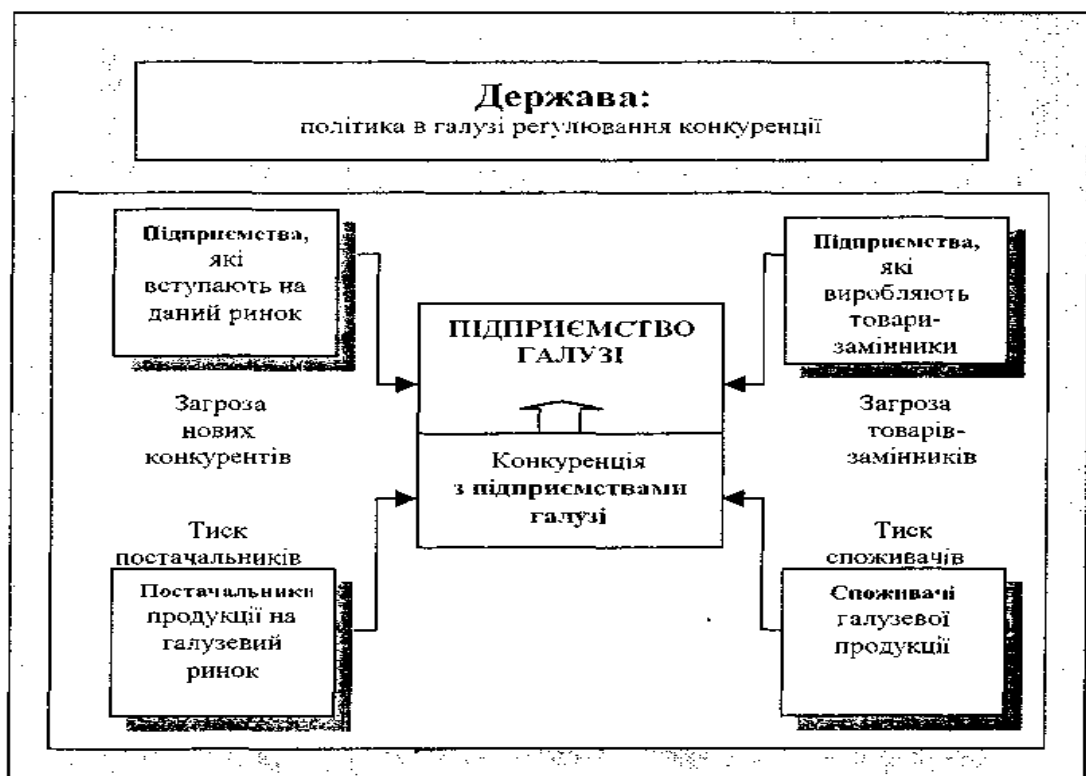 Держава:
політика в галузі регулювання конкуренції
Підприємства,
які
вступають на
даний ринок
Підприємства,
які
виробляють
товари-
замінники
ПІДПРИЄМСТВО
ГАЛУЗІ
Загроза
нових
конкурентів
Загроза
товарів-
замінників
Конкуренція
з підприємствами
галузі
Тиск
постачальників
Тиск
споживачів
Постачальники
продукції на
галузевий
ринок
Споживачі
галузевої
продукції